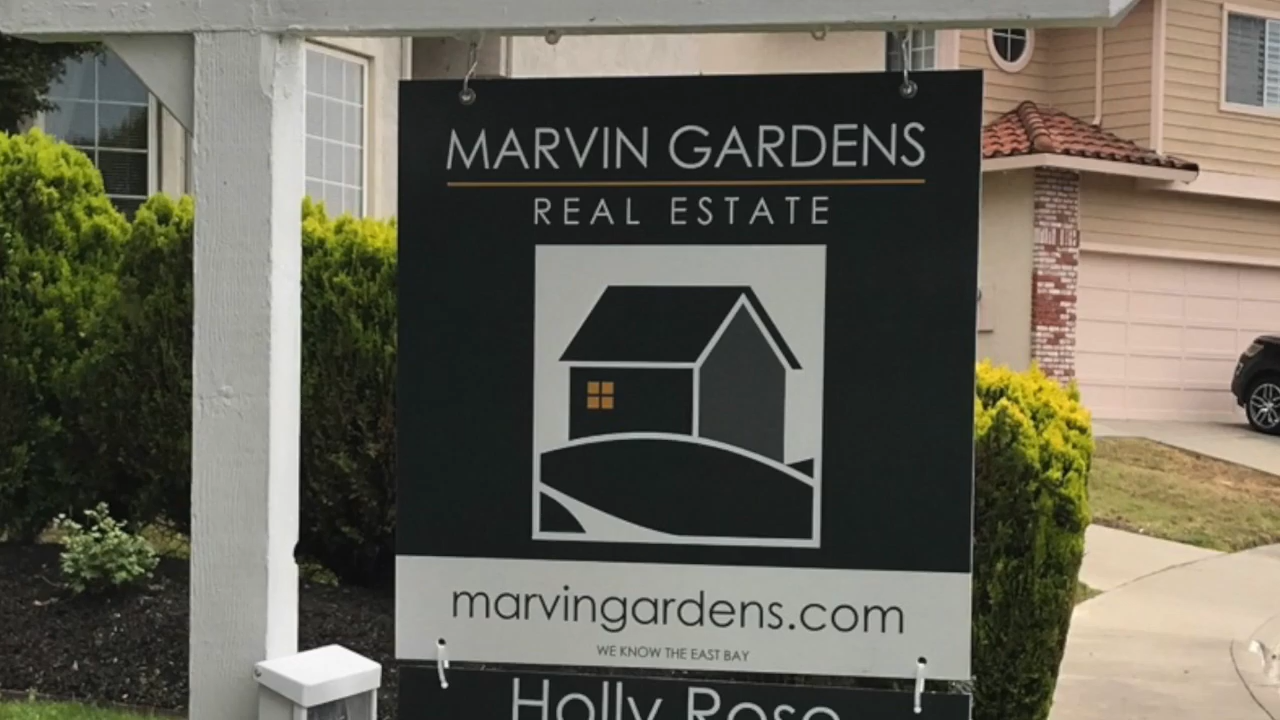 MARVIN GARDENS
REAL ESTATE
marvingardens.com
WE KNOW THE EAST BAY
Holly Rose